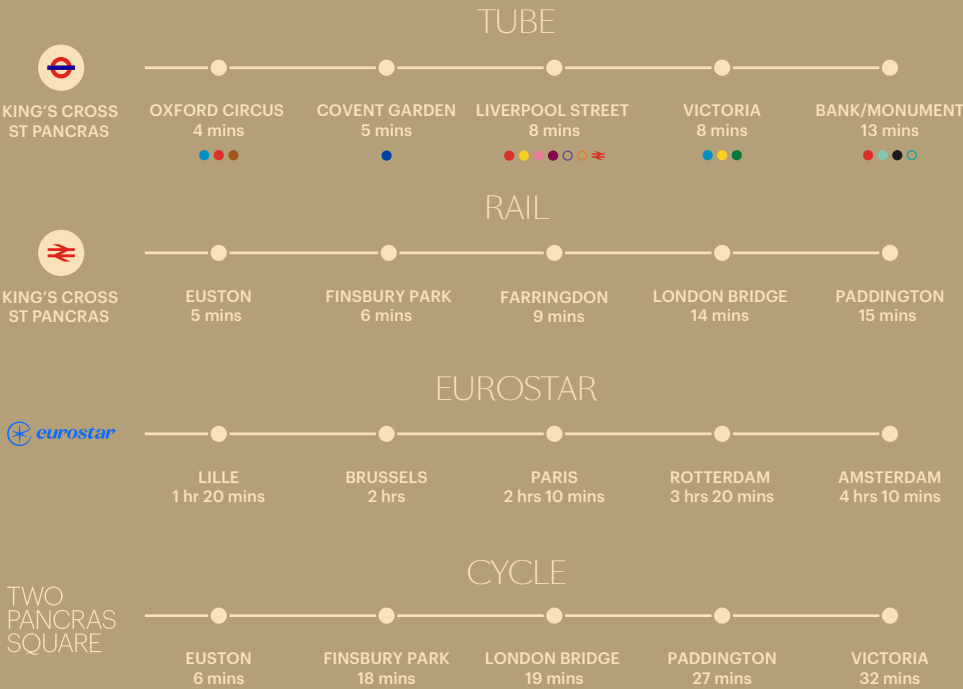 TUBE
KING'S CROSS
ST PANCRAS
OXFORD CIRCUS
4 mins
COVENT GARDEN
5 mins
LIVERPOOL STREET
8 mins
VICTORIA
8 mins
BANK/MONUMENT
13 mins
RAIL
KING'S CROSS
ST PANCRAS
EUSTON
5 mins
FINSBURY PARK
6 mins
FARRINGDON
9 mins
LONDON BRIDGE
14 mins
PADDINGTON
15 mins
EUROSTAR
eurostar
LILLE
1 hr 20 mins
BRUSSELS
2 hrs
PARIS
2 hrs 10 mins
ROTTERDAM
3 hrs 20 mins
AMSTERDAM
4 hrs 10 mins
CYCLE
TWO
PANCRAS
SQUARE
EUSTON
6 mins
FINSBURY PARK
18 mins
LONDON BRIDGE
19 mins
PADDINGTON
27 mins
VICTORIA
32 mins